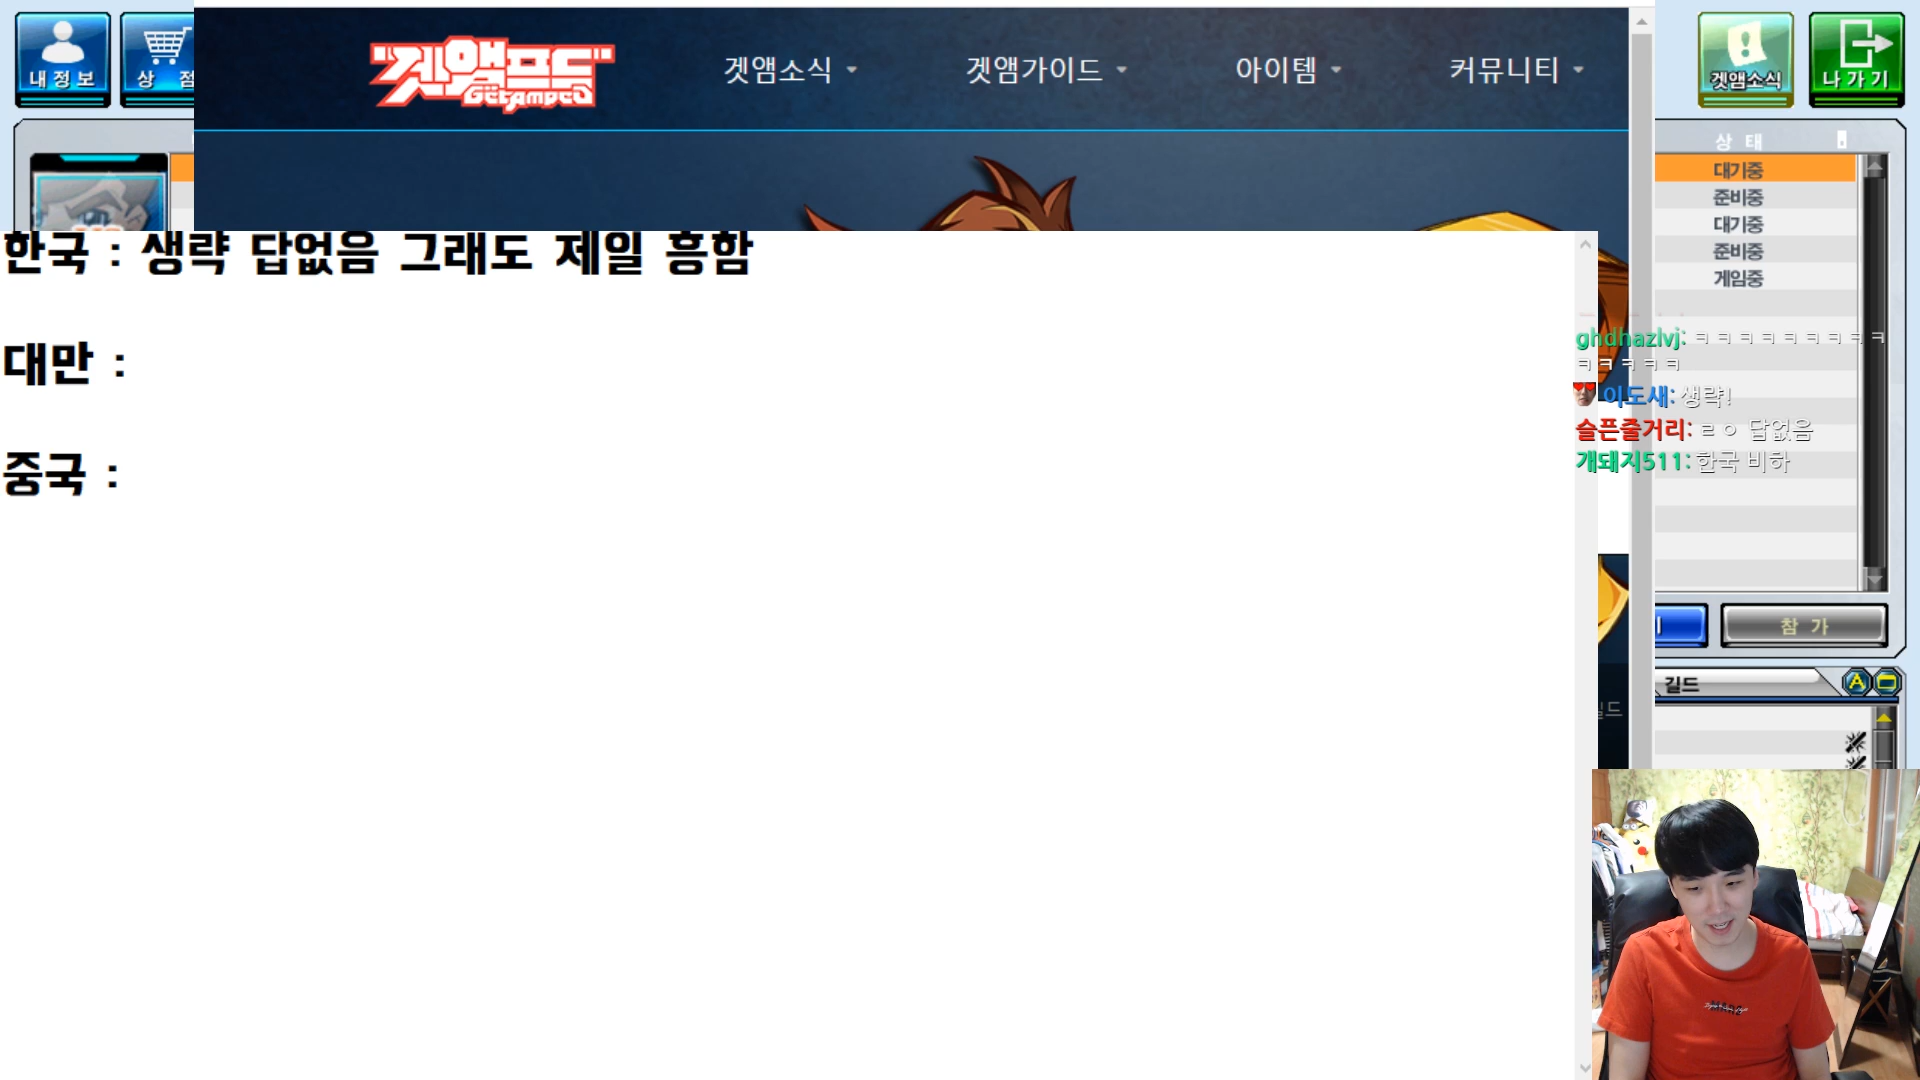 내 정 보
상 점
겟앰프드
GetAmped
겟앰소식
겟앰가이드
아이템
커뮤니티
겟앰소식
나 가 기
상 태
대기중
준비중
대기중
준비중
게임중
한국 : 생략 답없음 그래도 제일 흥함
대만 :
중국 :
ghdhazlvj: ㅋㅋㅋㅋㅋㅋㅋㅋㅋ
ㅋㅋㅋㅋㅋ
이도새: 생략!
슬픈줄거리: ㄹㅇ 답없음
개돼지511: 한국 비하
참 가
길드
길드